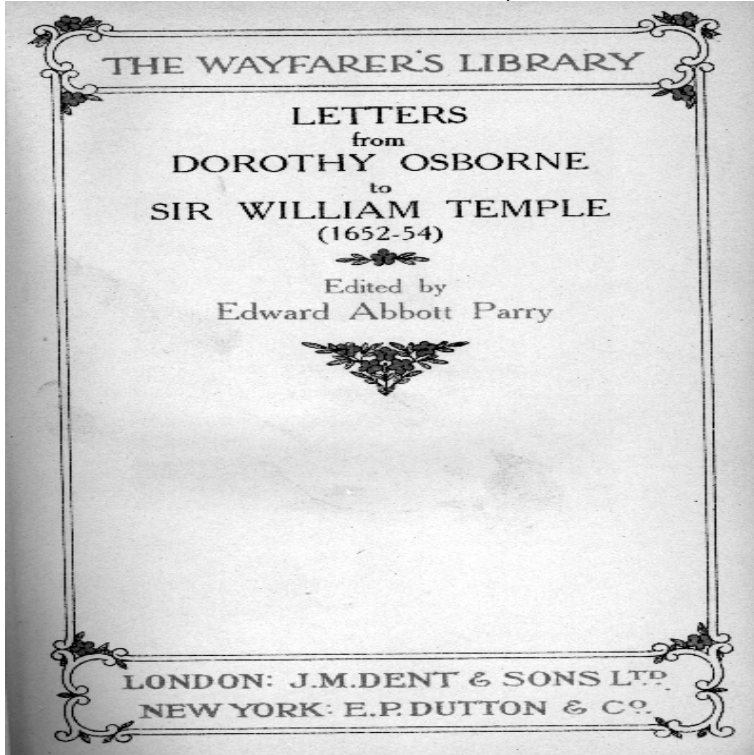 THE WAYFARER'S LIBRARY
LETTERS
from
DOROTHY OSBORNE
to
SIR WILLIAM TEMPLE
(1652-54)
Edited by
Edward Abbott Parry
LONDON: J.M.DENT & SONS LTD.
NEW YORK: E.P.DUTTON & CO.